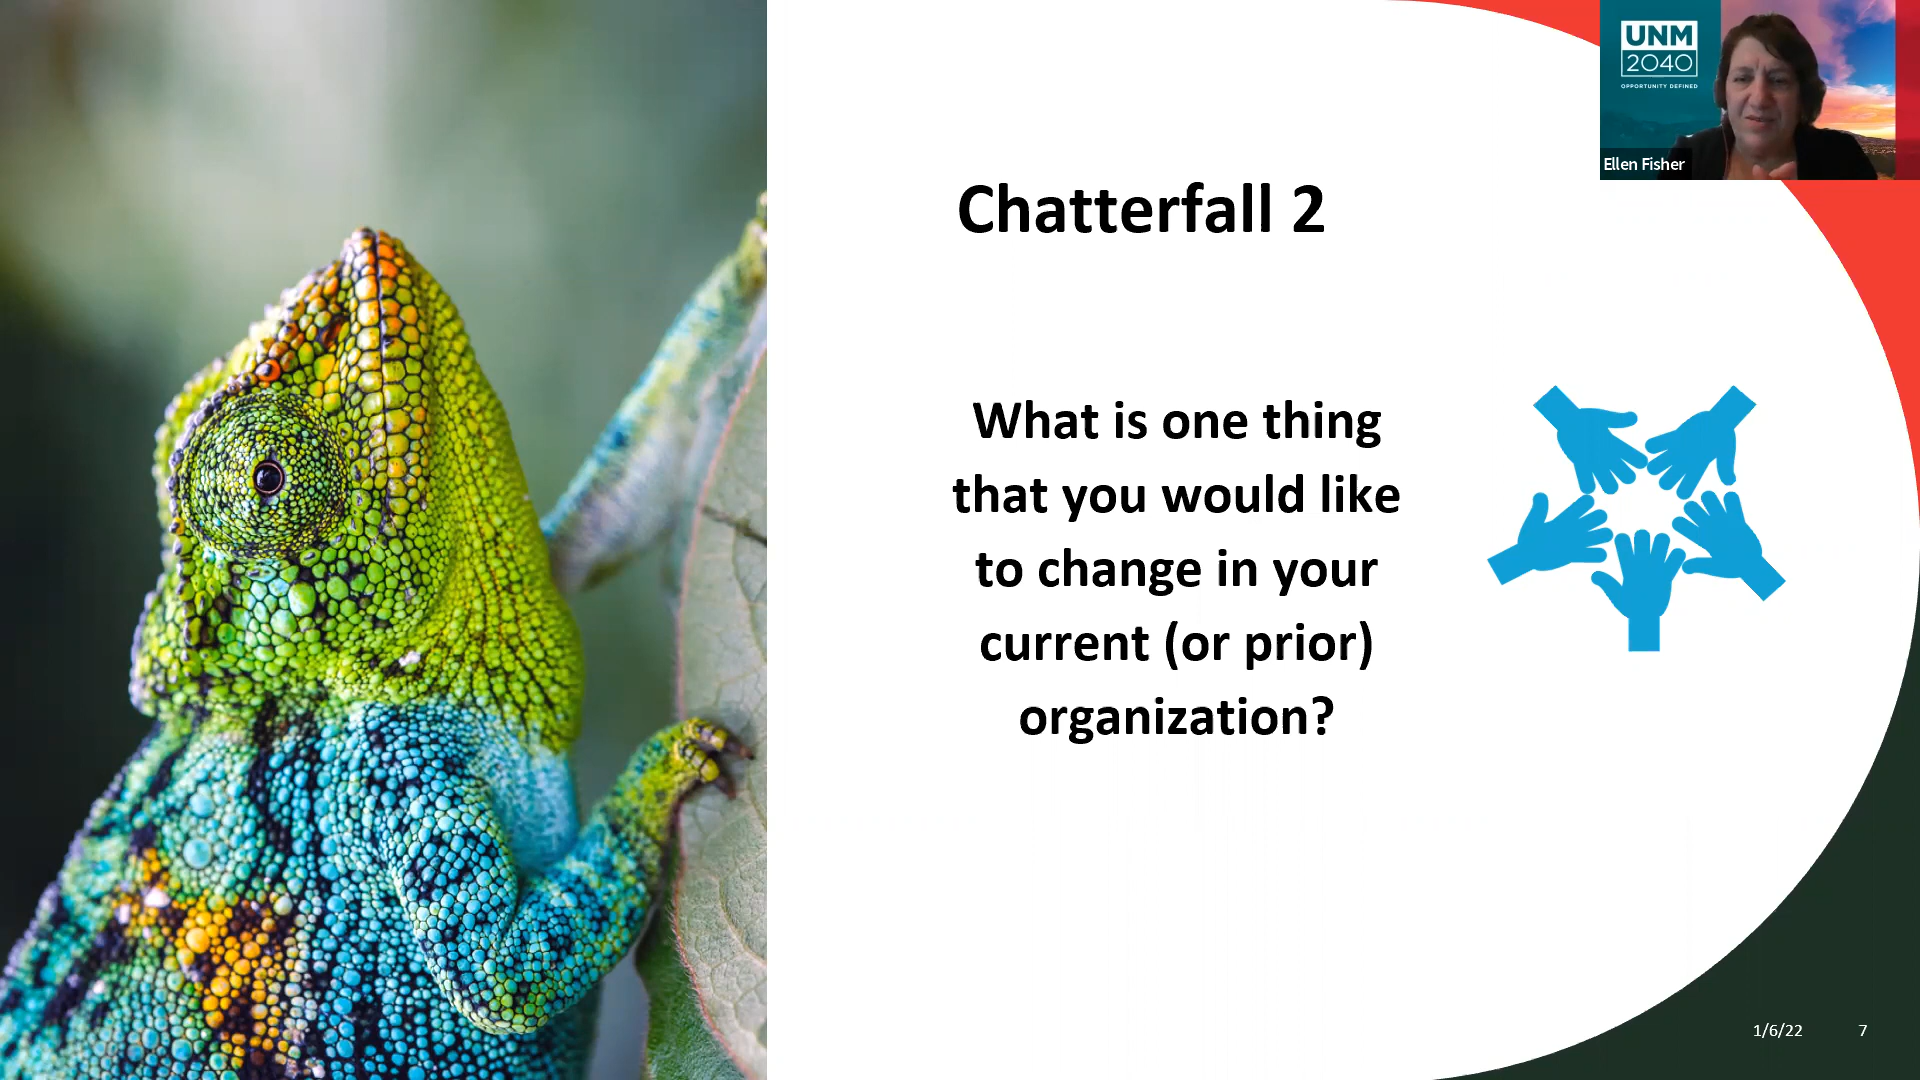 UNM
2040
OPPORTUNITY DEFINED
Ellen Fisher
Chatterfall 2
What is one thing
that you would like
to change in your
current (or prior)
organization?
1/6/22
7